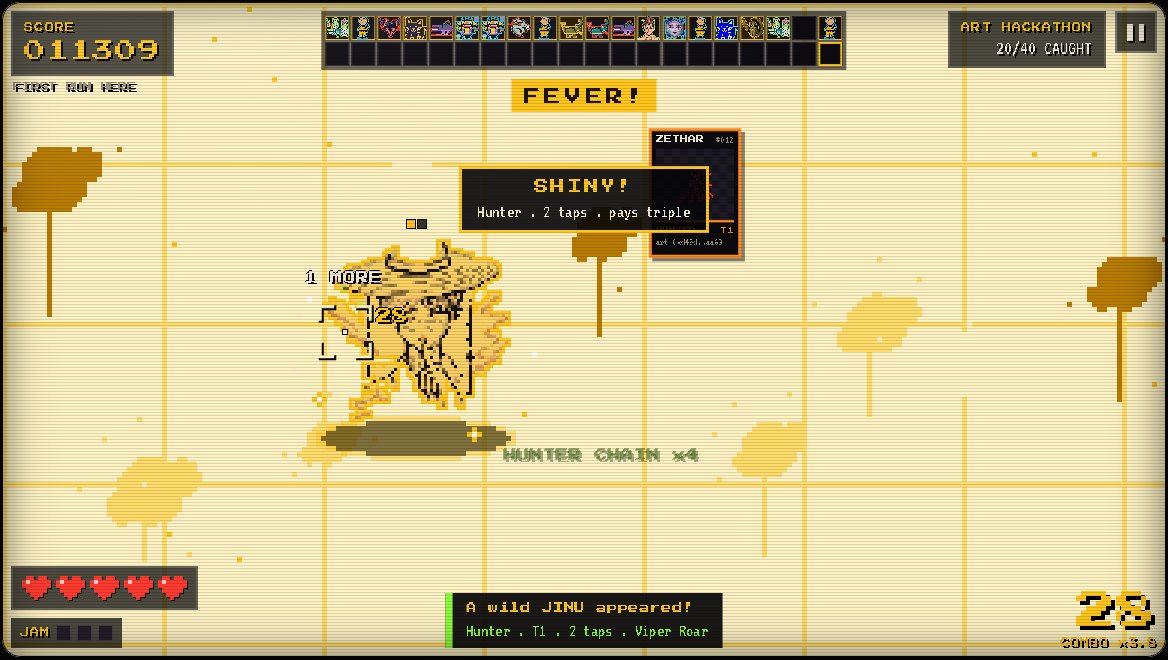 SCORE
011309
FIRST RUN HERE
ART HACKATHON
20/40 CAUGHT
FEVER!
ZETHAR #012
SHINY!
Hunter . 2 taps . pays triple
T1
1 MORE
28
HUNTER CHAIN x4
A wild JINU appeared!
Hunter . T1 . 2 taps . Viper Roar
JAM
28
COMBO x3.8